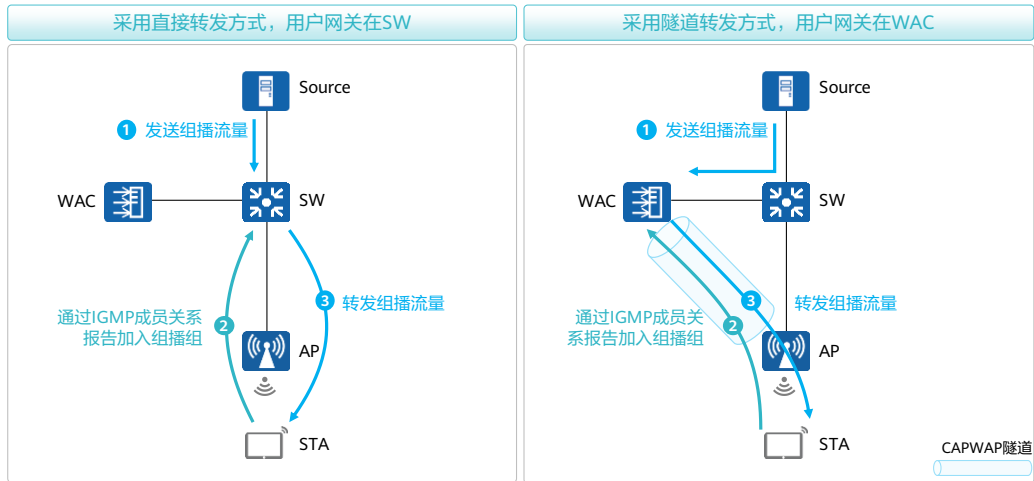 采用直接转发方式，用户网关在SW
Source
1 发送组播流量
WAC
SW
3 转发组播流量
通过IGMP成员关系
报告加入组播组
2
AP
STA
采用隧道转发方式，用户网关在WAC
Source
1 发送组播流量
WAC
SW
3 转发组播流量
通过IGMP成员关
系报告加入组播组
2
AP
STA
CAPWAP隧道